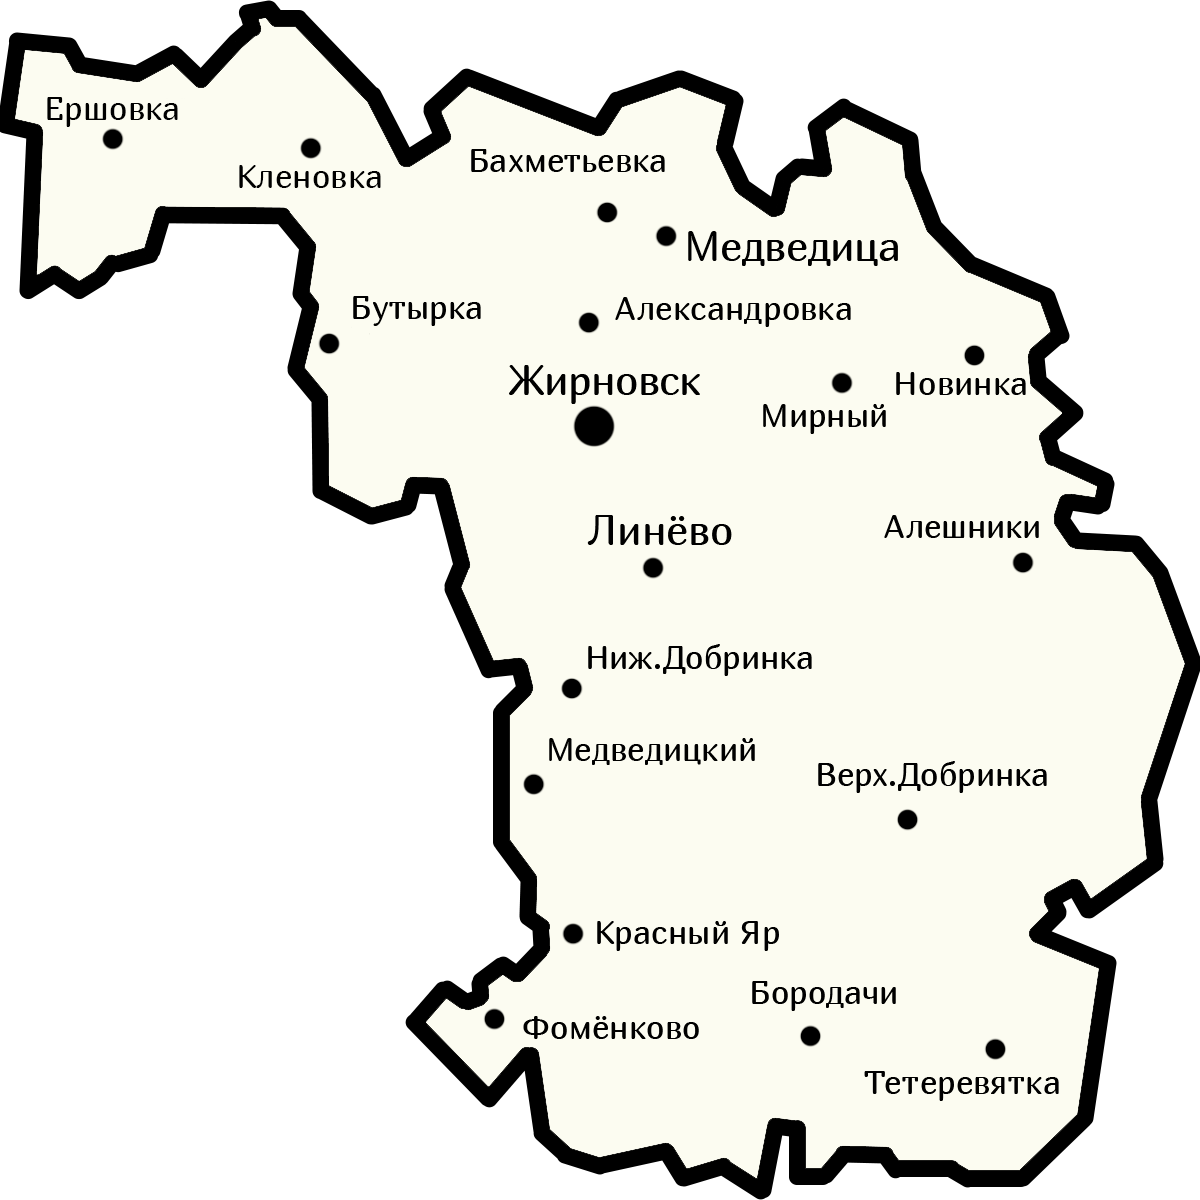 Ершовка
Кленовка
Бахметьевка
Медведица
Бутырка
Александровка
Жирновск
Новинка
Мирный
Линёво
Алешники
Ниж.Добринка
Медведицкий
Верх.Добринка
Красный Яр
Бородачи
Фомёнково
Тетеревятка